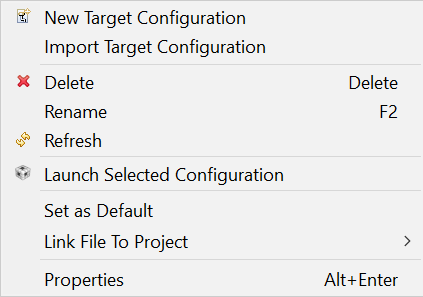 New Target Configuration
Import Target Configuration
Delete Delete
Rename F2
Refresh
Launch Selected Configuration
Set as Default
Link File To Project
Properties Alt+Enter